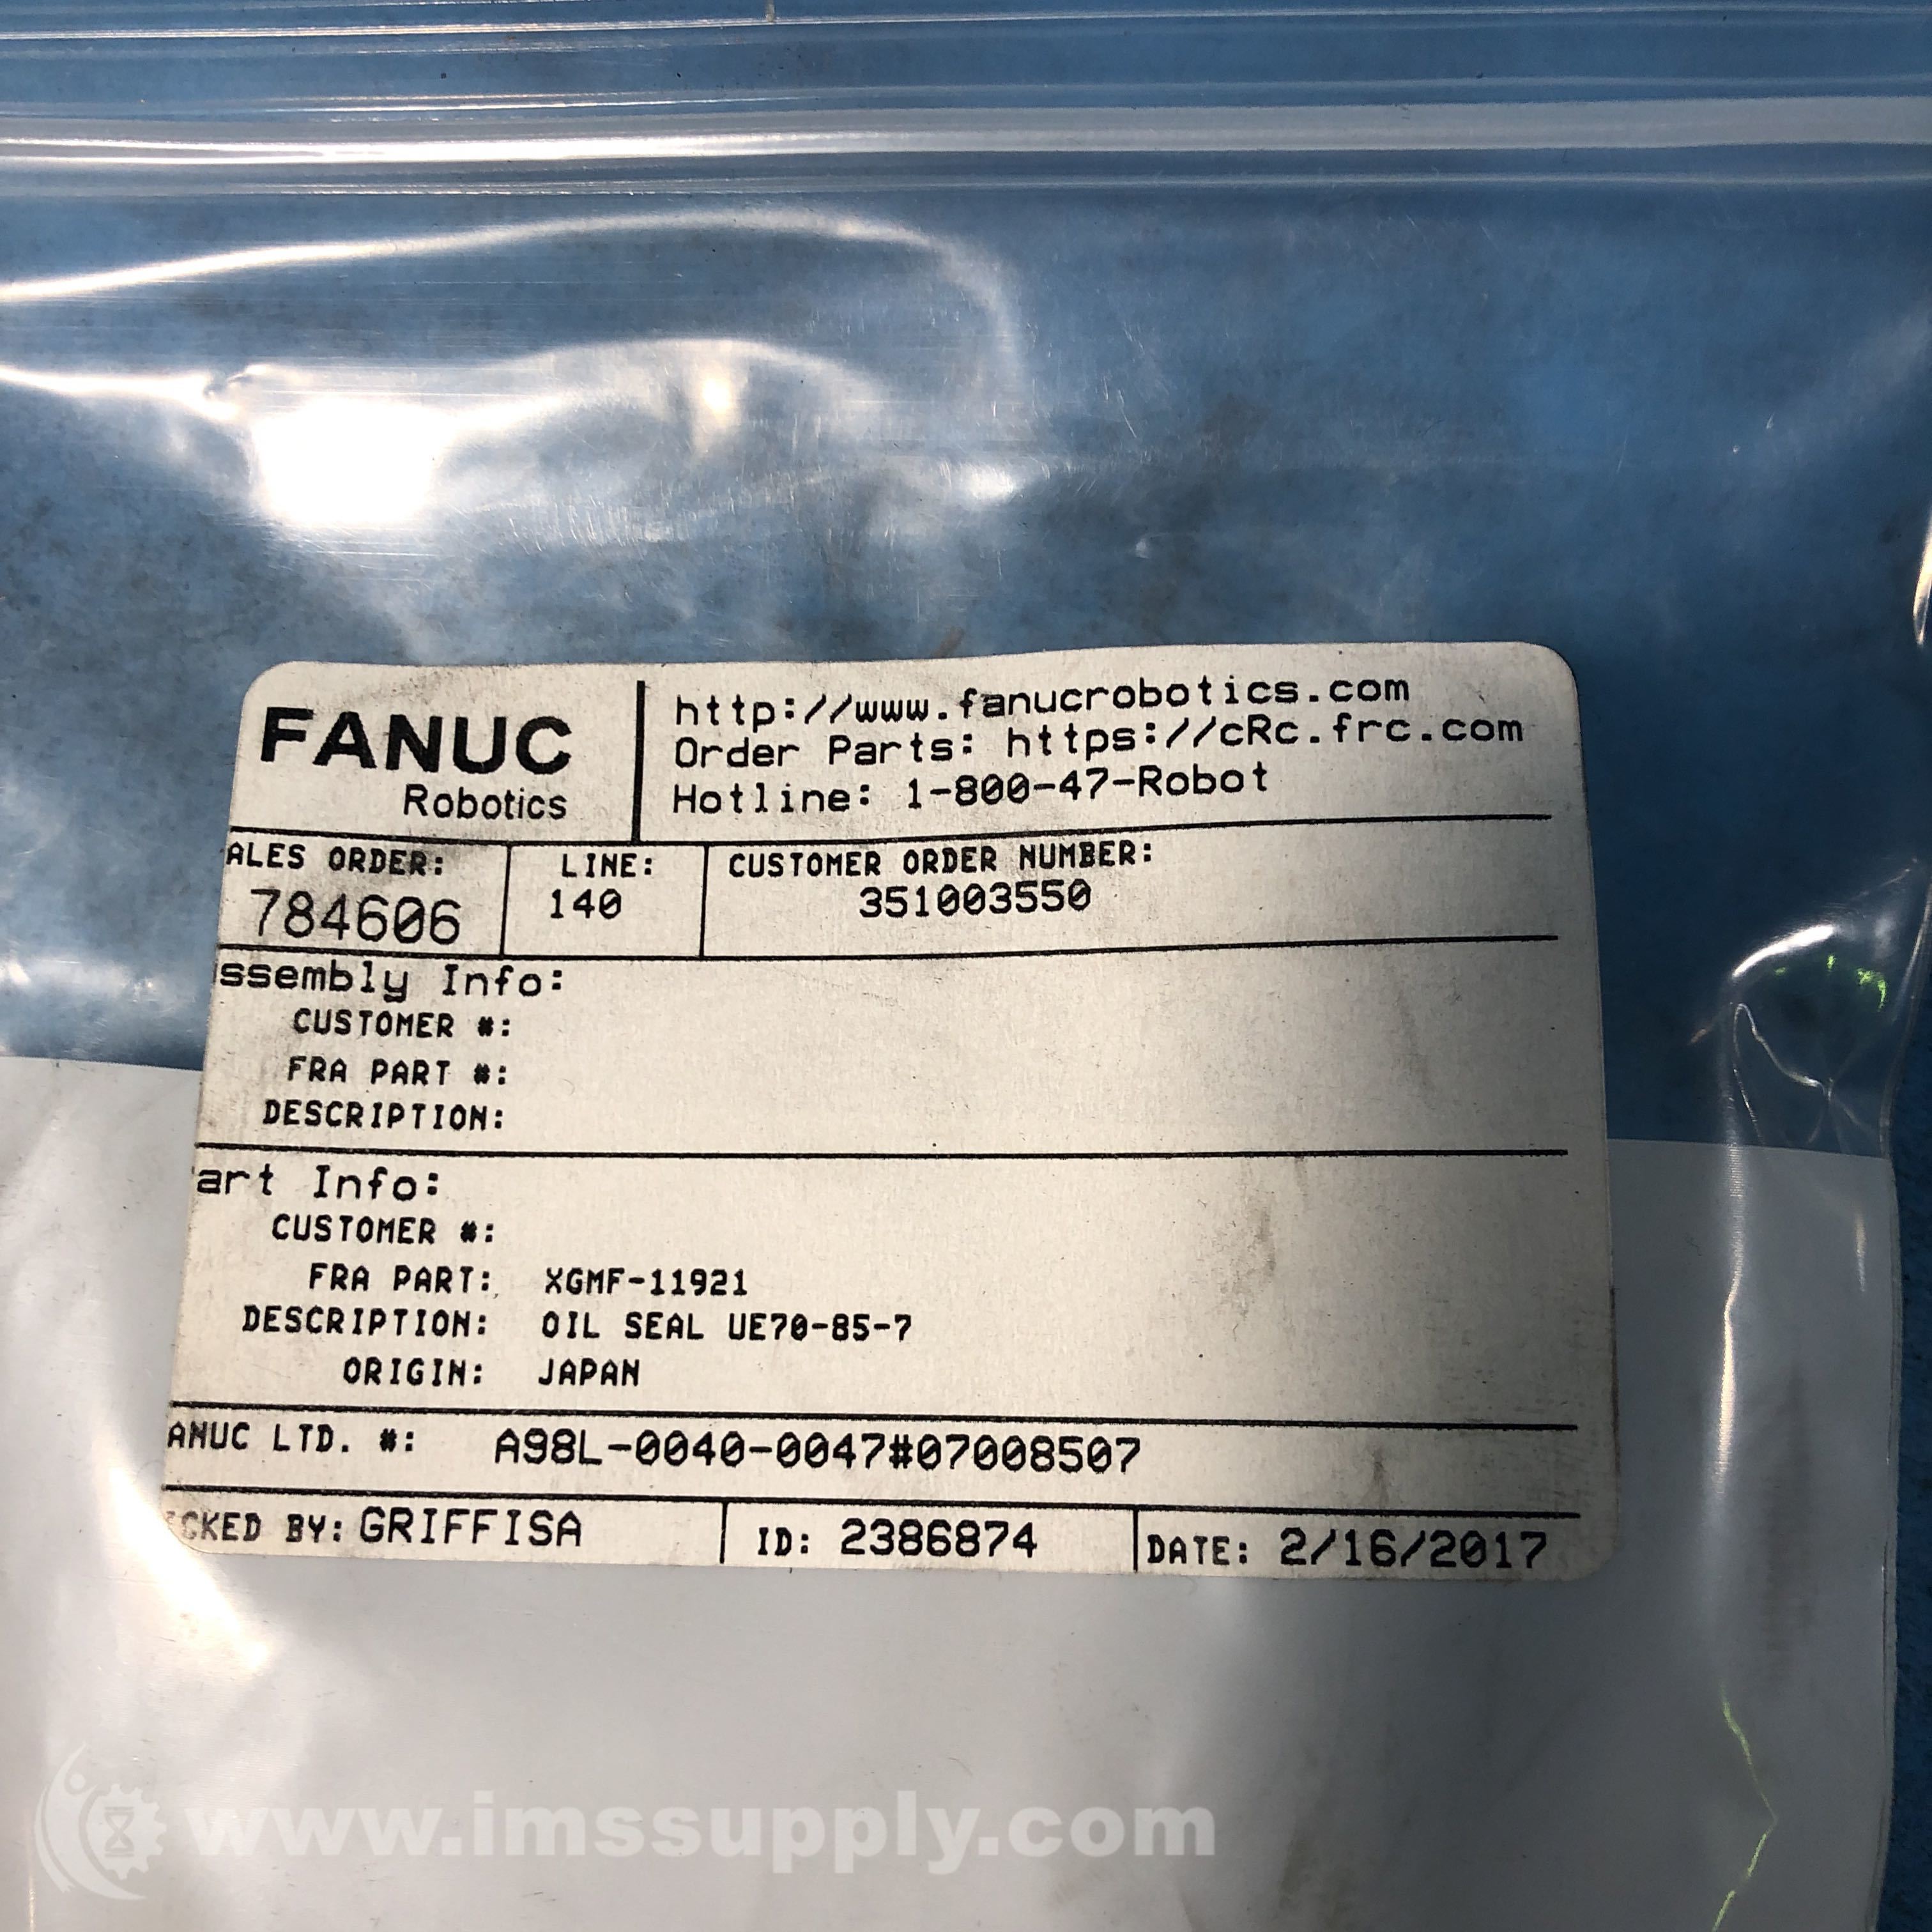 FANUC
Robotics
http://www.fanucrobotics.com
Order Parts: https://cRc.frc.com
Hotline: 1-800-47-Robot
ALES ORDER:
784606
LINE:
140
CUSTOMER ORDER NUMBER:
351003550
ssembly Info:
CUSTOMER #:
FRA PART #:
DESCRIPTION:
art Info:
CUSTOMER #:
FRA PART: XGMF-11921
DESCRIPTION: OIL SEAL UE70-85-7
ORIGIN: JAPAN
ANUC LTD. #: A98L-0040-0047#07008507
CKED BY: GRIFFISA
ID: 2386874
DATE: 2/16/2017
www.imssupply.com